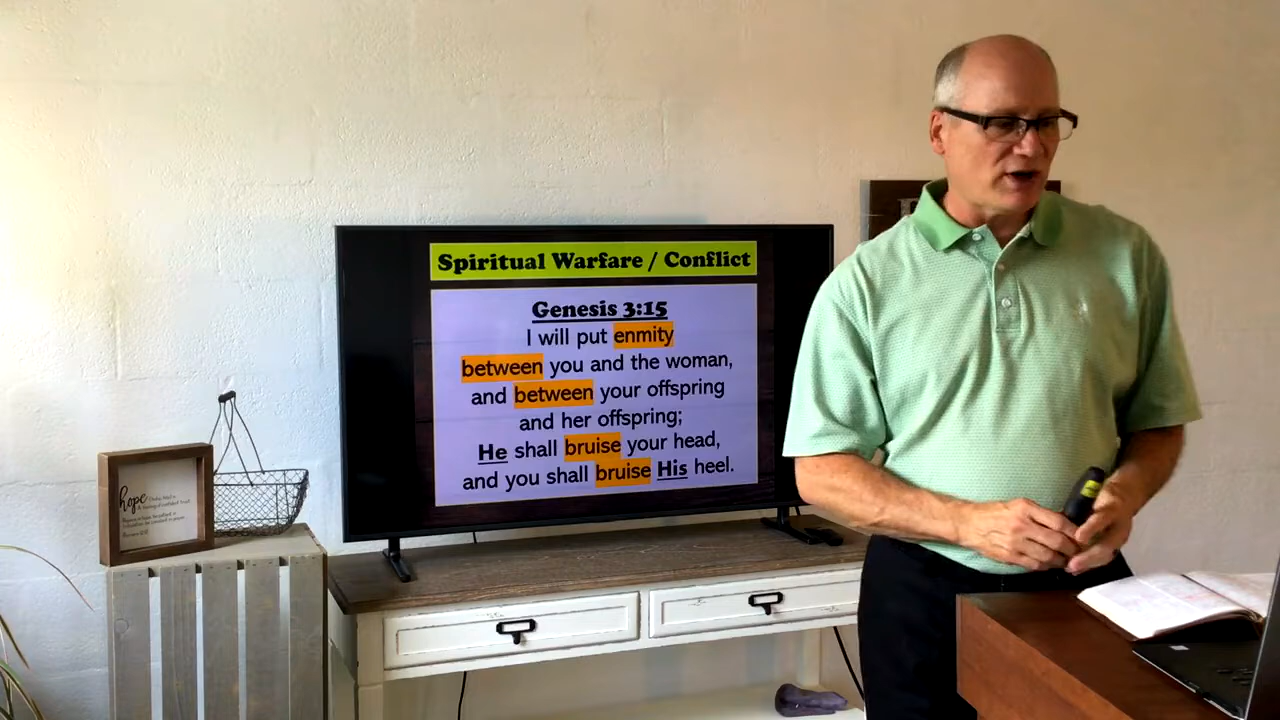 Spiritual Warfare / Conflict
Genesis 3:15
I will put enmity
between you and the woman,
and between your offspring
and her offspring;
He shall bruise your head,
and you shall bruise His heel.
hope